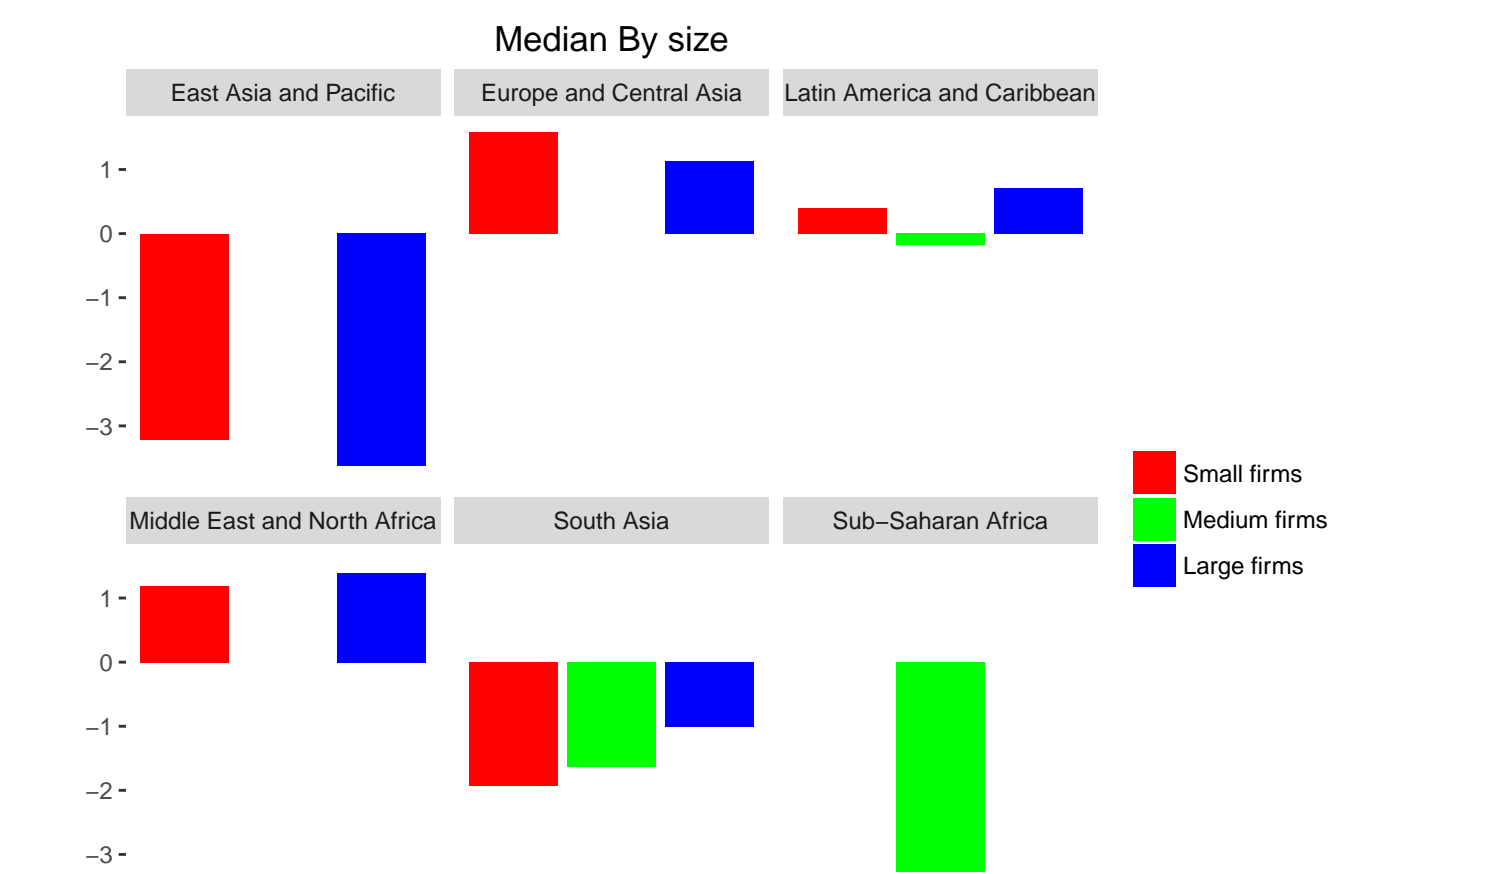 Median By size
East Asia and Pacific
Europe and Central Asia
Latin America and Caribbean
1
0
−1
−2
−3
Middle East and North Africa
South Asia
Sub−Saharan Africa
1
0
−1
−2
−3
Small firms
Medium firms
Large firms